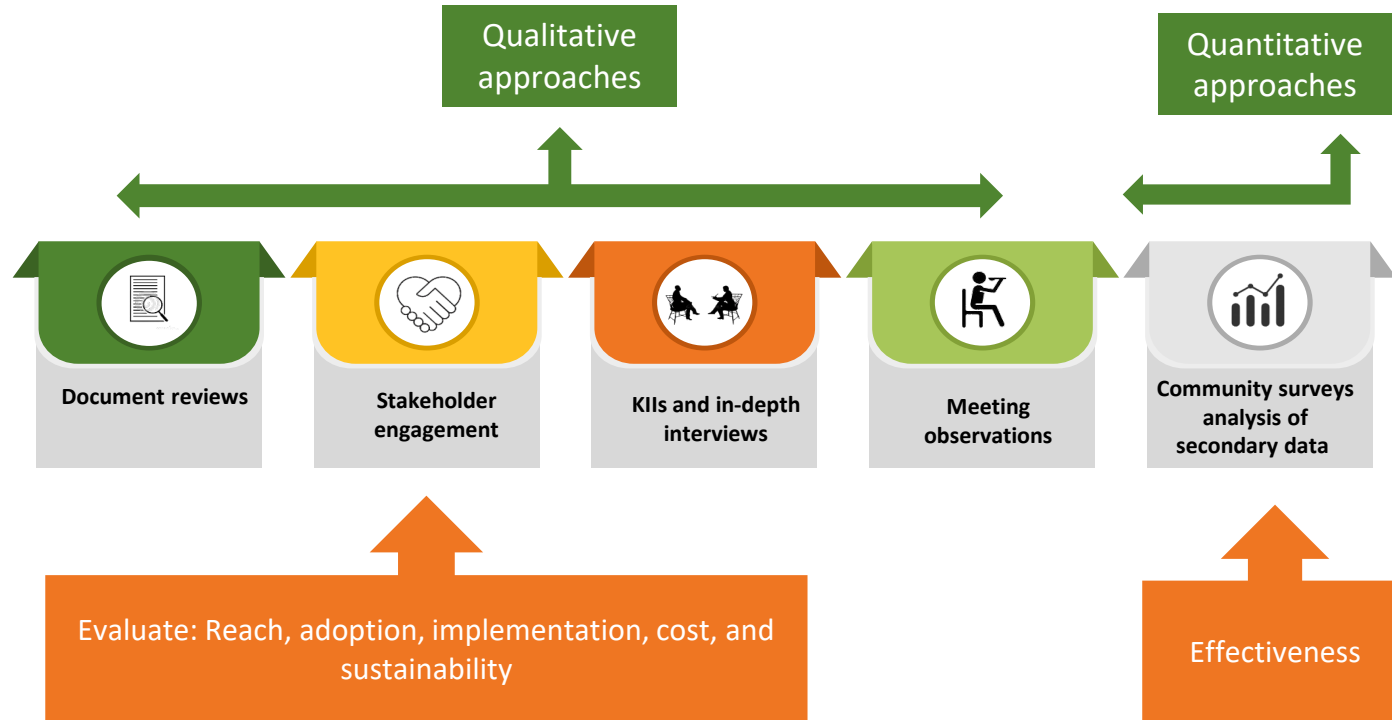 Qualitative
approaches
Quantitative
approaches
Document reviews
Stakeholder
engagement
KIIs and in-depth
interviews
Meeting
observations
Community surveys
analysis of
secondary data
Evaluate: Reach, adoption, implementation, cost, and
sustainability
Effectiveness